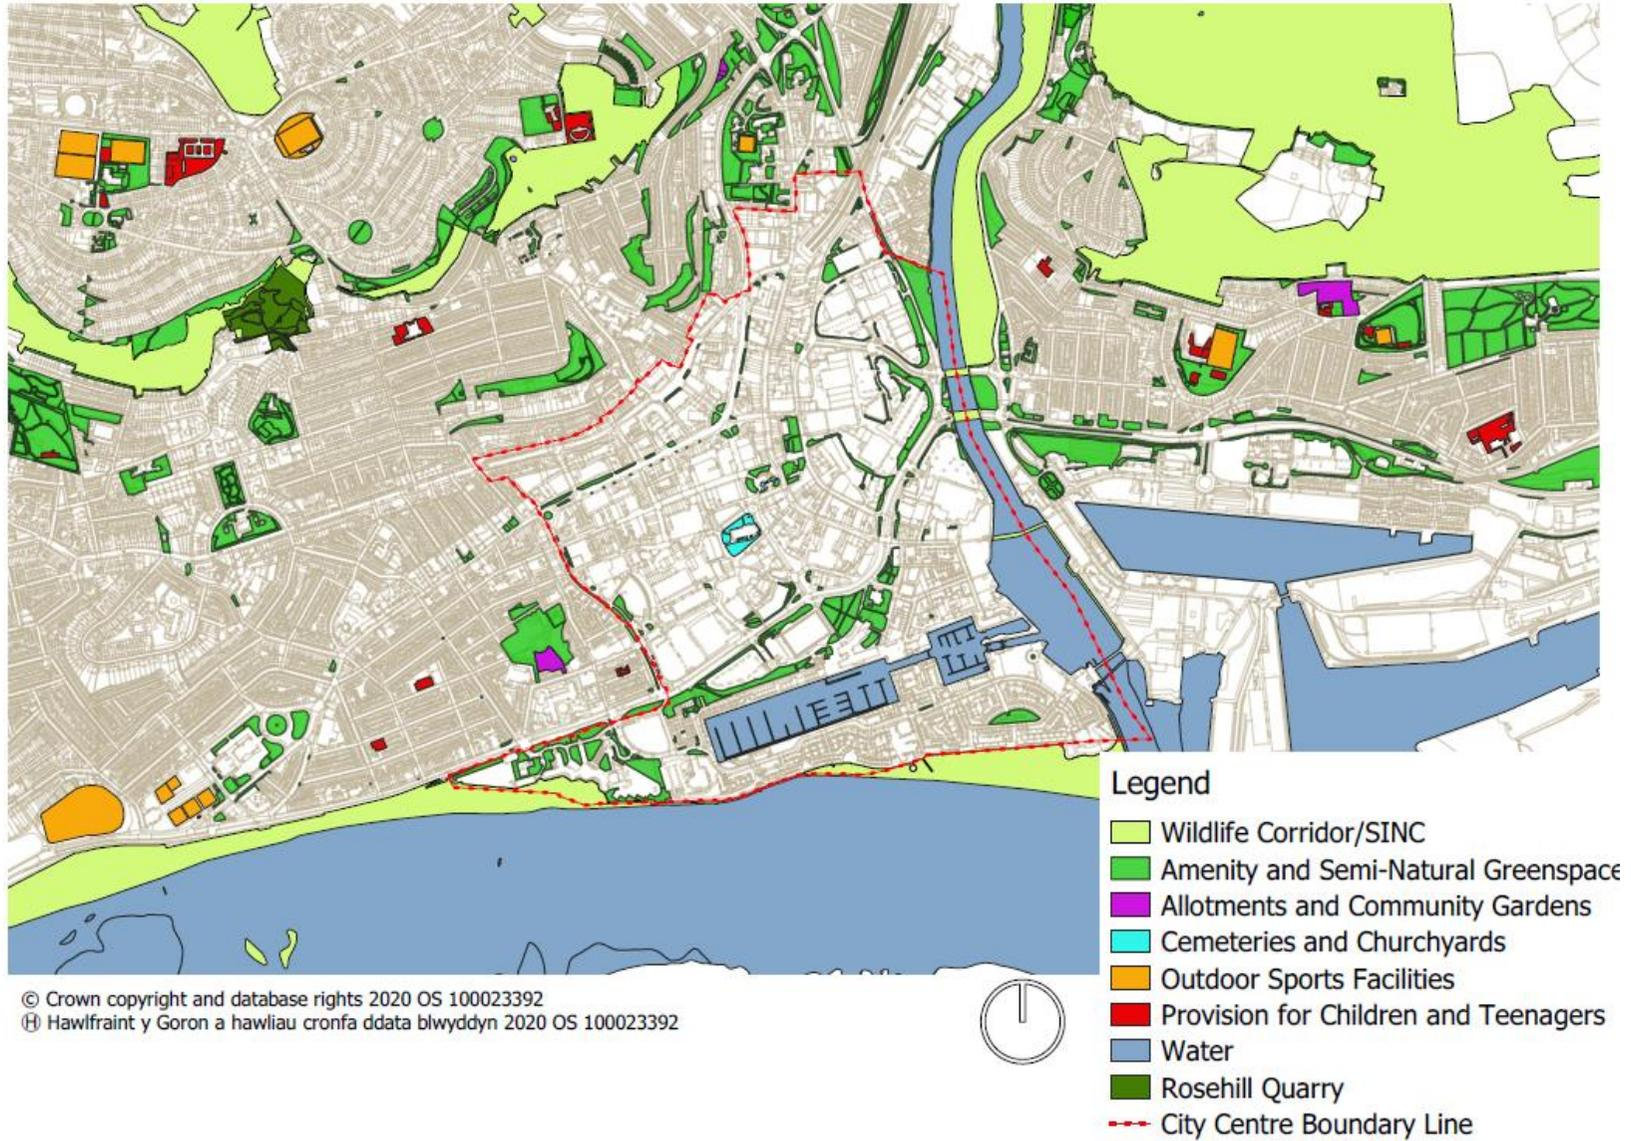 Legend
Wildlife Corridor/SINC
Amenity and Semi-Natural Greenspace
Allotments and Community Gardens
Cemeteries and Churchyards
Outdoor Sports Facilities
Provision for Children and Teenagers
Water
Rosehill Quarry
City Centre Boundary Line
© Crown copyright and database rights 2020 OS 100023392
Ⓗ Hawlfraint y Goron a hawliau cronfa ddata blwyddyn 2020 OS 100023392